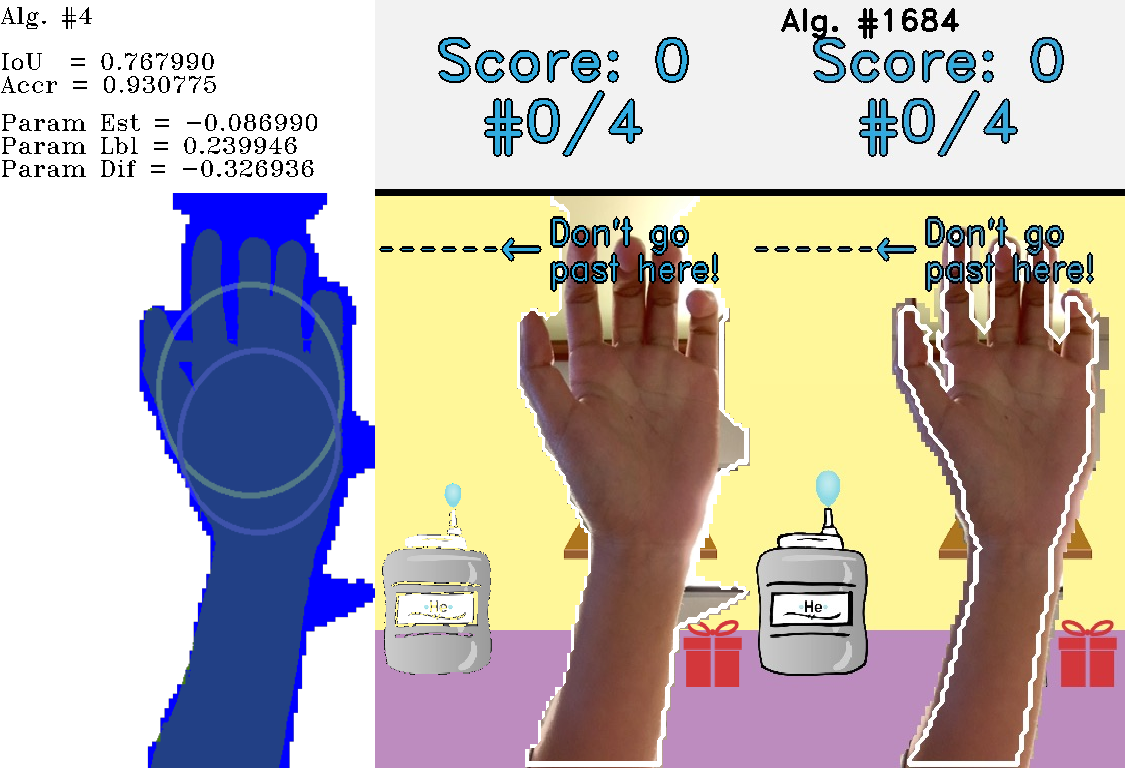 Alg. #4
IoU = 0.767990
Accr = 0.930775
Param Est = −0.086990
Param Lbl = 0.239946
Param Dif = −0.326936
Score: 0
#0/4
------← Don't go
past here!
He
Alg. #1684
Score: 0
#0/4
------← Don't go
past here!
He